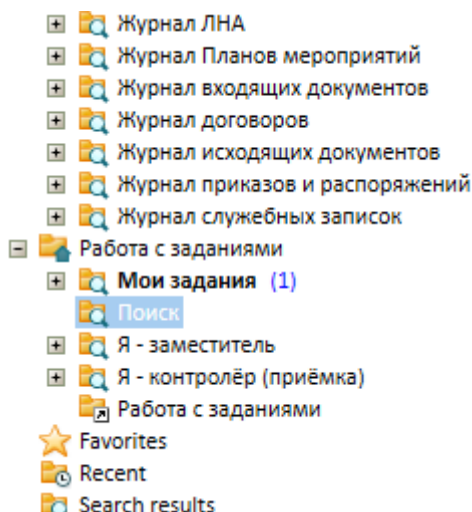 Журнал ЛНА
Журнал Планов мероприятий
Журнал входящих документов
Журнал договоров
Журнал исходящих документов
Журнал приказов и распоряжений
Журнал служебных записок
Работа с заданиями
Мои задания (1)
Поиск
Я - заместитель
Я - контролёр (приёмка)
Работа с заданиями
Favorites
Recent
Search results